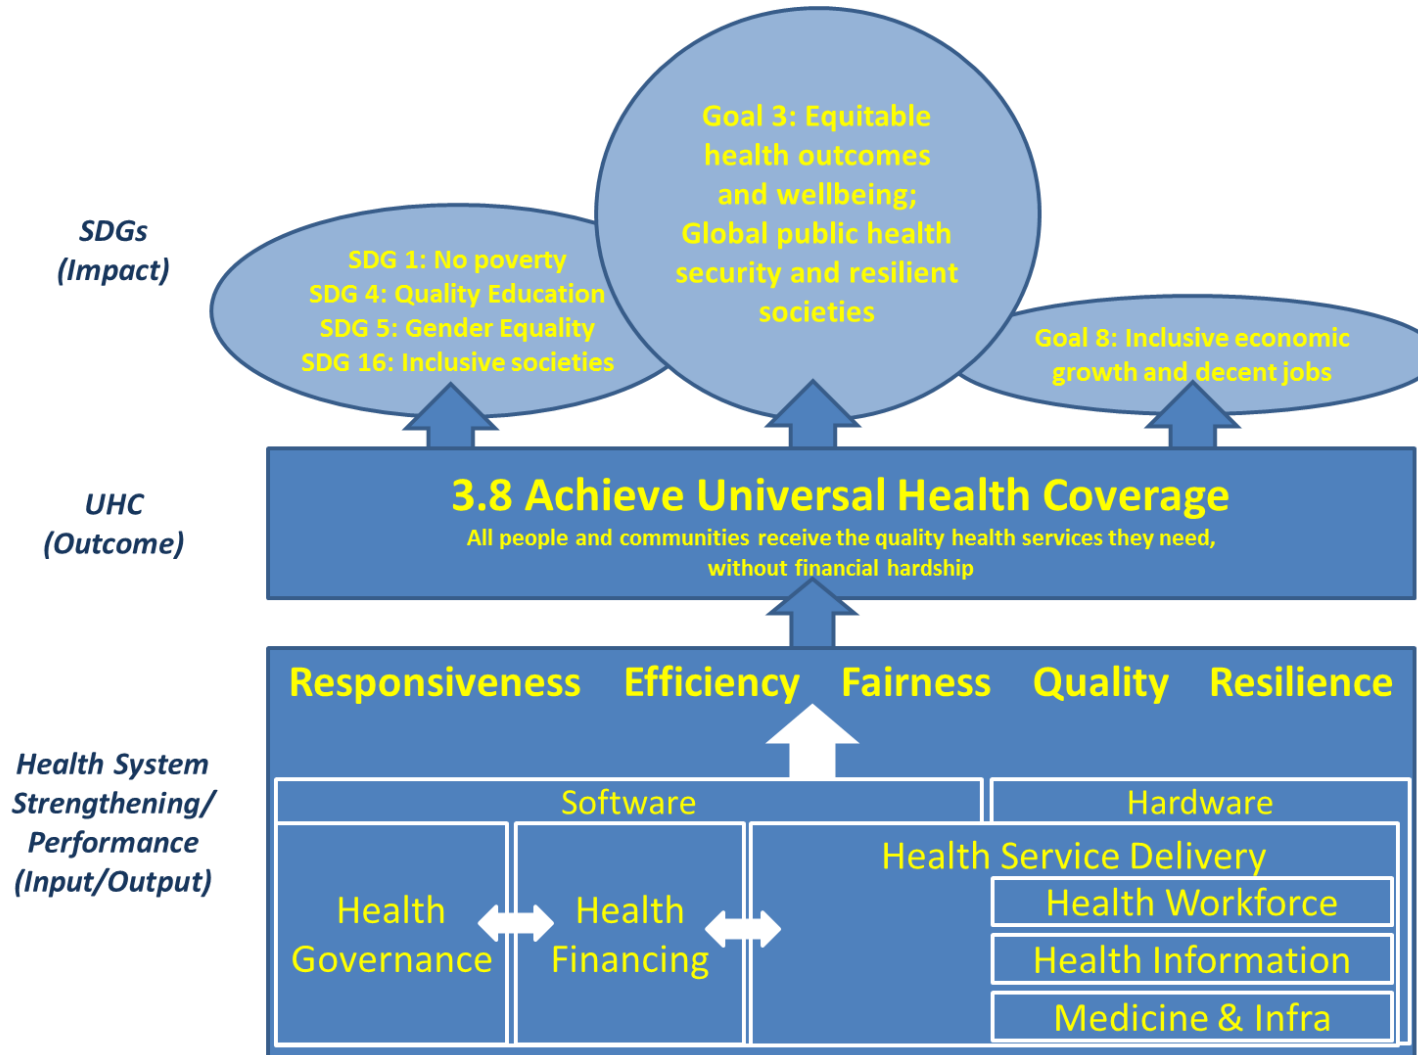 Goal 3: Equitable
health outcomes
and wellbeing;
Global public health
security and resilient
societies
SDGs
(Impact)
SDG 1: No poverty
SDG 4: Quality Education
SDG 5: Gender Equality
SDG 16: Inclusive societies
Goal 8: Inclusive economic
growth and decent jobs
UHC
(Outcome)
3.8 Achieve Universal Health Coverage
All people and communities receive the quality health services they need,
without financial hardship
Responsiveness Efficiency Fairness Quality Resilience
Health System
Strengthening/
Performance
(Input/Output)
Software
Hardware
Health
Governance
Health
Financing
Health Service Delivery
Health Workforce
Health Information
Medicine & Infra